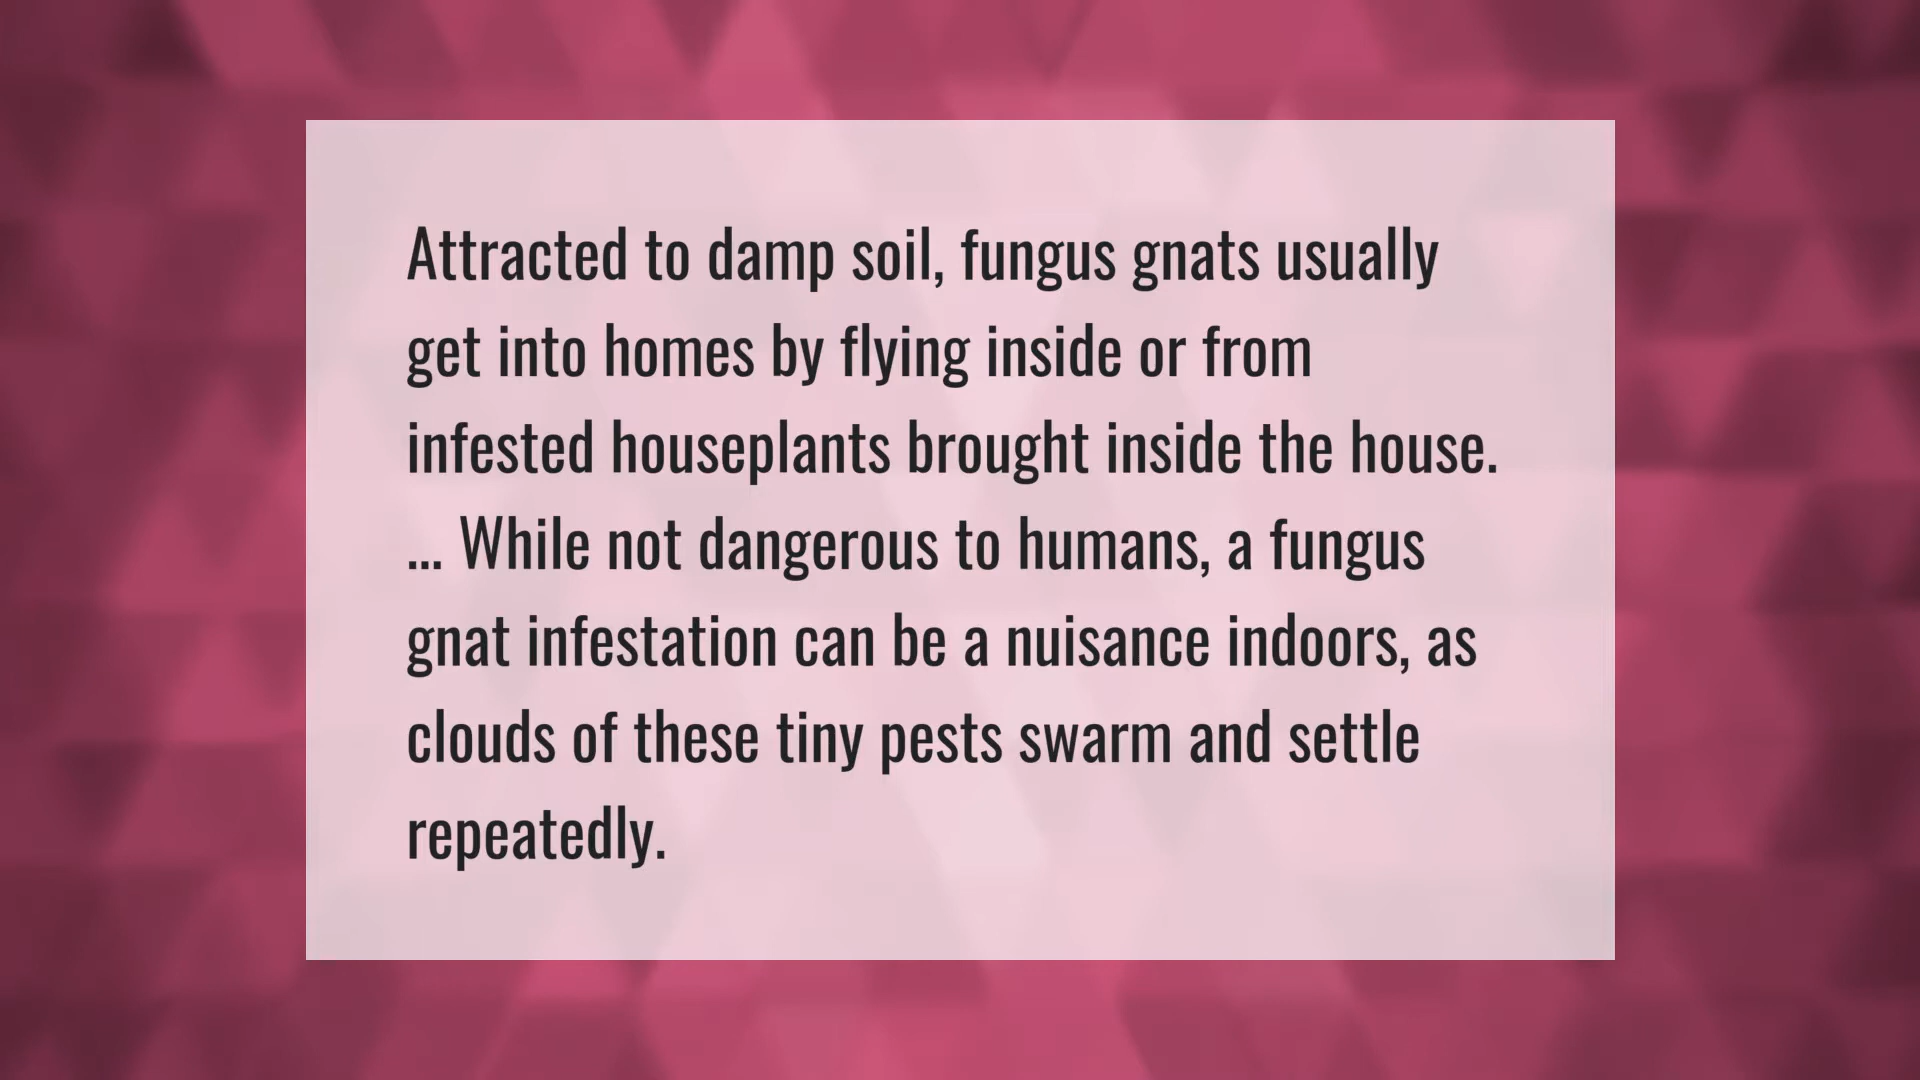 Attracted to damp soil, fungus gnats usually
get into homes by flying inside or from
infested houseplants brought inside the house.
... While not dangerous to humans, a fungus
gnat infestation can be a nuisance indoors, as
clouds of these tiny pests swarm and settle
repeatedly.